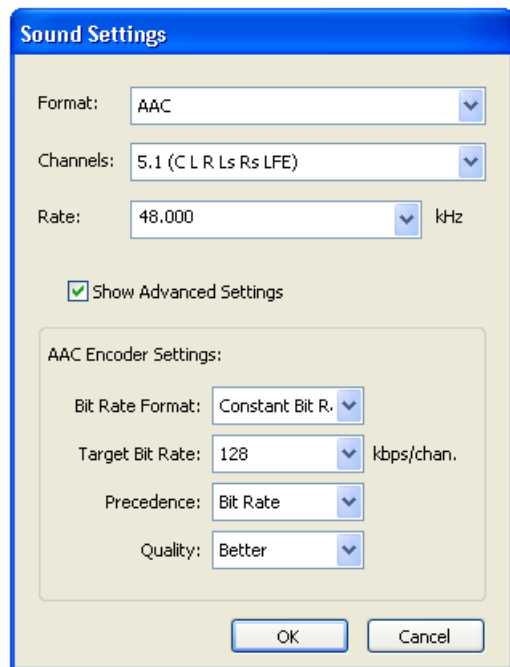 Sound Settings
Format: AAC
Channels: 5.1 (C L R Ls Rs LFE)
Rate: 48.000 kHz
Show Advanced Settings
AAC Encoder Settings:
Bit Rate Format: Constant Bit R
Target Bit Rate: 128 kbps/chan.
Precedence: Bit Rate
Quality: Better
OK Cancel